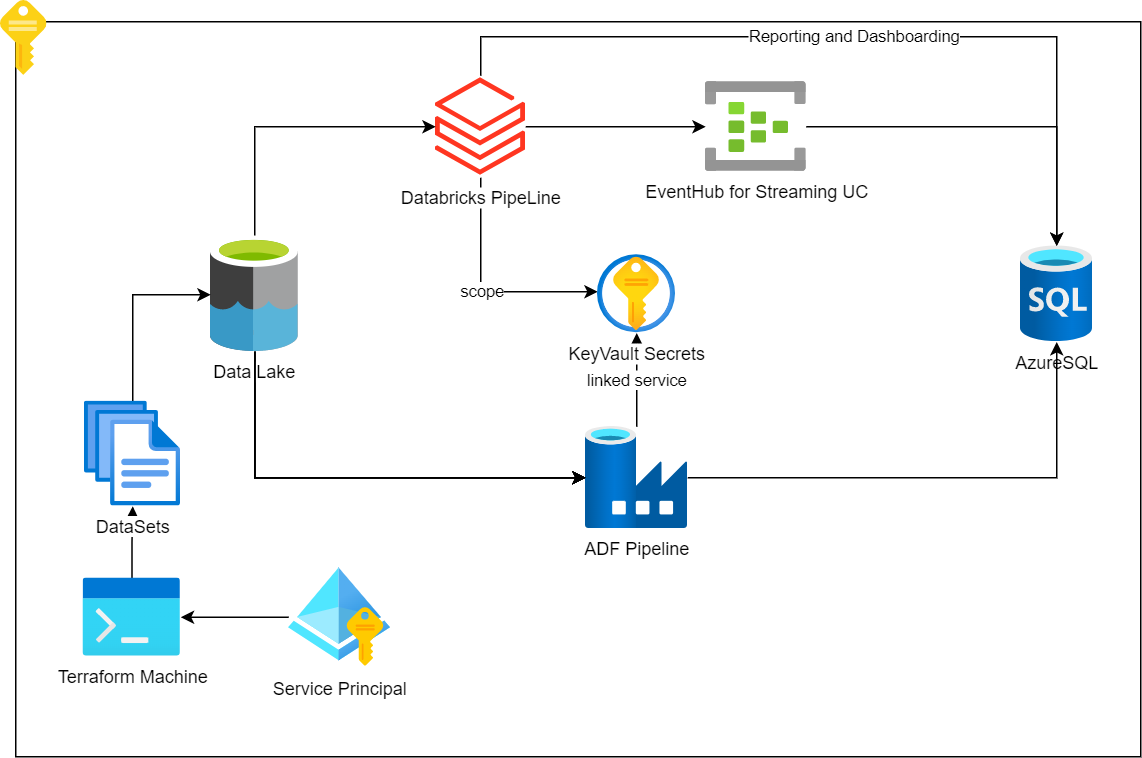 Reporting and Dashboarding
Databricks PipeLine
EventHub for Streaming UC
scope
SQL
KeyVault Secrets
AzureSQL
Data Lake
linked service
DataSets
ADF Pipeline
Terraform Machine
Service Principal